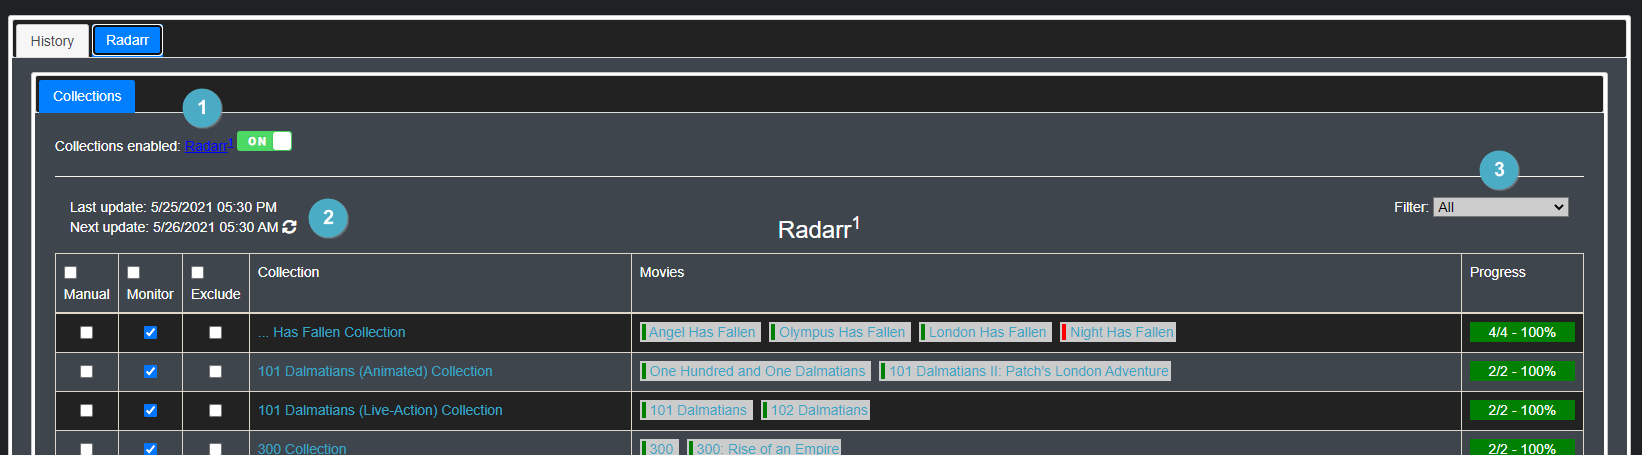 History Radarr
Collections
1
Collections enabled: Radarr1 ON
3
Last update: 5/25/2021 05:30 PM
Filter: All
Next update: 5/26/2021 05:30 AM
2
Radarr1
Manual Monitor Exclude Collection Movies Progress
... Has Fallen Collection Angel Has Fallen Olympus Has Fallen London Has Fallen Night Has Fallen 4/4 - 100%
101 Dalmatians (Animated) Collection One Hundred and One Dalmatians 101 Dalmatians II: Patch's London Adventure 2/2 - 100%
101 Dalmatians (Live-Action) Collection 101 Dalmatians 102 Dalmatians 2/2 - 100%
300 Collection 300 300: Rise of an Empire 2/2 - 100%